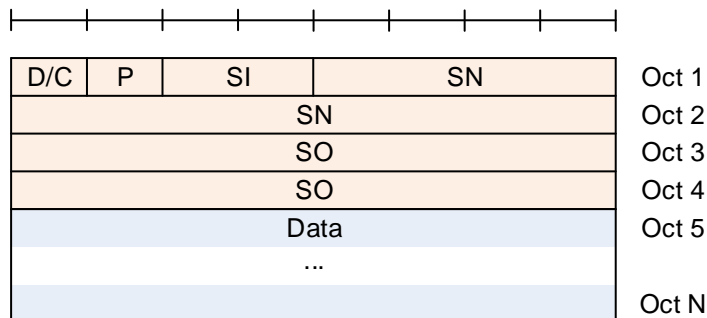 D/C P SI SN Oct 1
SN Oct 2
SO Oct 3
SO Oct 4
Data Oct 5
...
Oct N